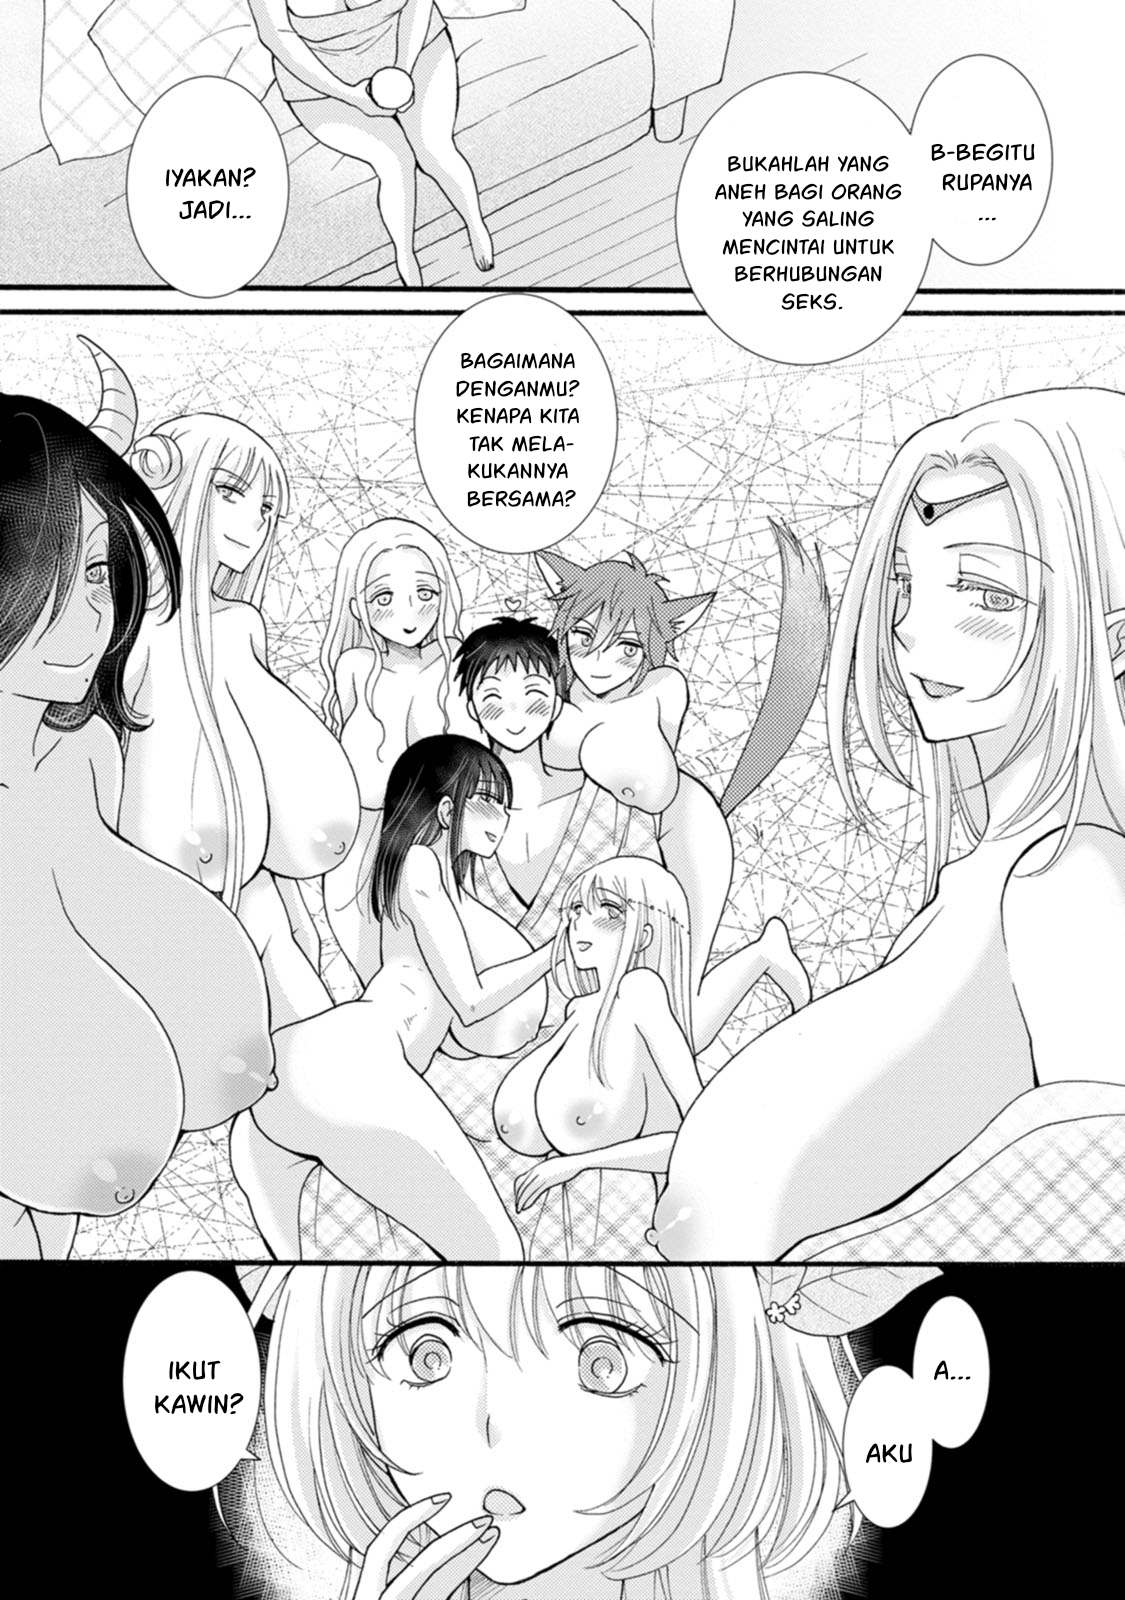 B-BEGITU
RUPANYA
...
BUKAHLAH YANG
ANEH BAGI ORANG
YANG SALING
MENCINTAI UNTUK
BERHUBUNGAN
SEKS.
IYAKAN?
JADI...
BAGAIMANA
DENGANMU?
KENAPA KITA
TAK MELA-
KUKANNYA
BERSAMA?
A...
AKU
IKUT
KAWIN?